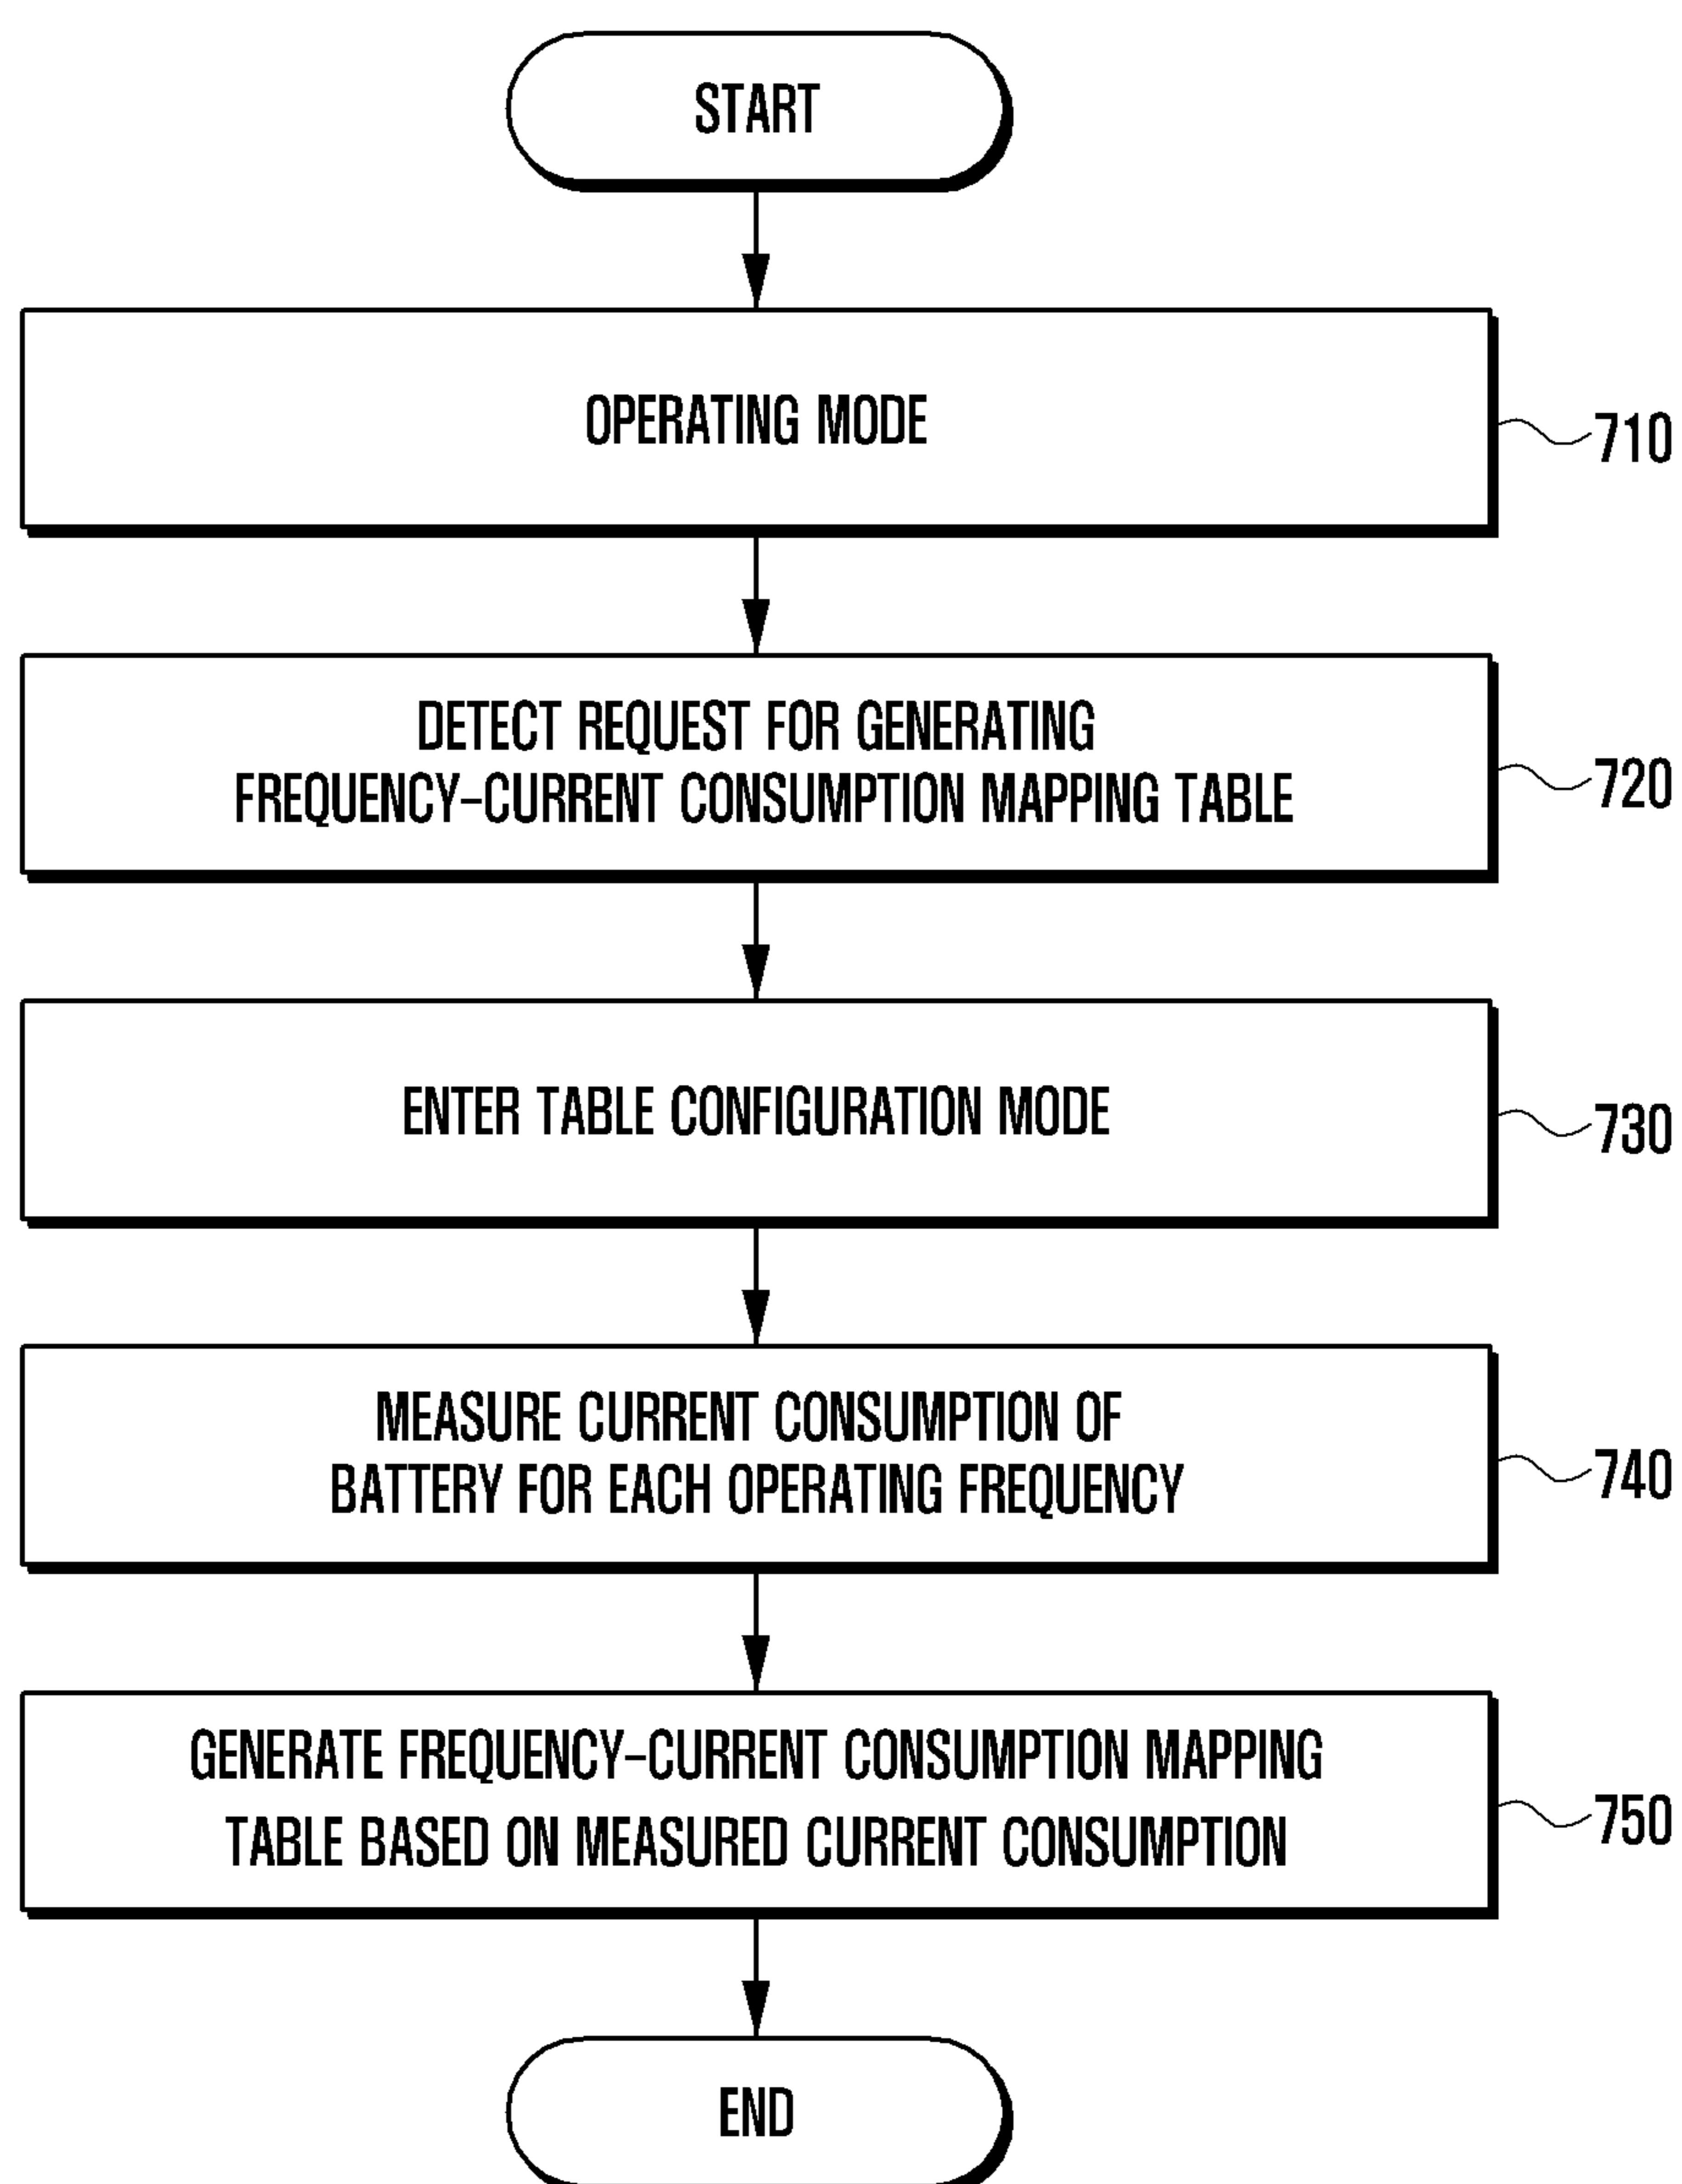 START
OPERATING MODE
710
DETECT REQUEST FOR GENERATING
FREQUENCY-CURRENT CONSUMPTION MAPPING TABLE
720
ENTER TABLE CONFIGURATION MODE
730
MEASURE CURRENT CONSUMPTION OF
BATTERY FOR EACH OPERATING FREQUENCY
740
GENERATE FREQUENCY-CURRENT CONSUMPTION MAPPING
TABLE BASED ON MEASURED CURRENT CONSUMPTION
750
END